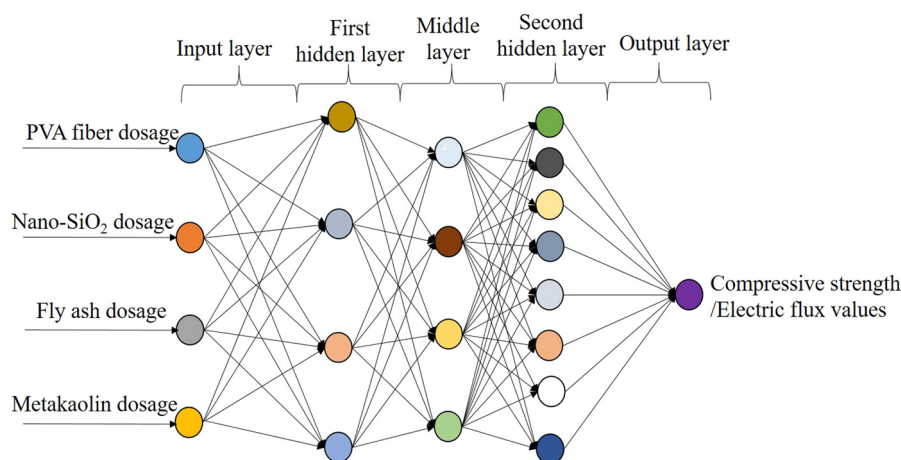 Input layer
First
hidden layer
Middle
layer
Second
hidden layer
Output layer
PVA fiber dosage
Nano-SiO₂ dosage
Fly ash dosage
Metakaolin dosage
Compressive strength
/Electric flux values